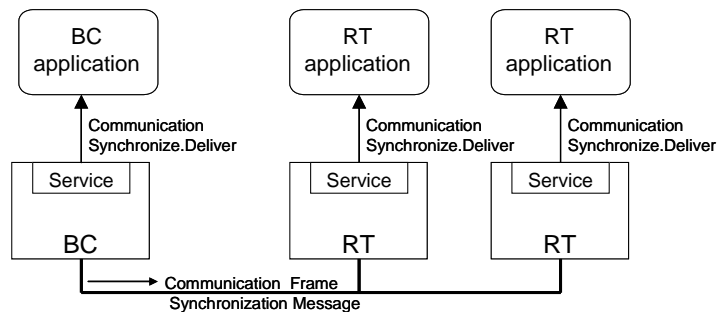 BC
application
RT
application
RT
application
Communication
Synchronize.Deliver
Communication
Synchronize.Deliver
Communication
Synchronize.Deliver
Service
Service
Service
BC
RT
RT
Communication Frame
Synchronization Message